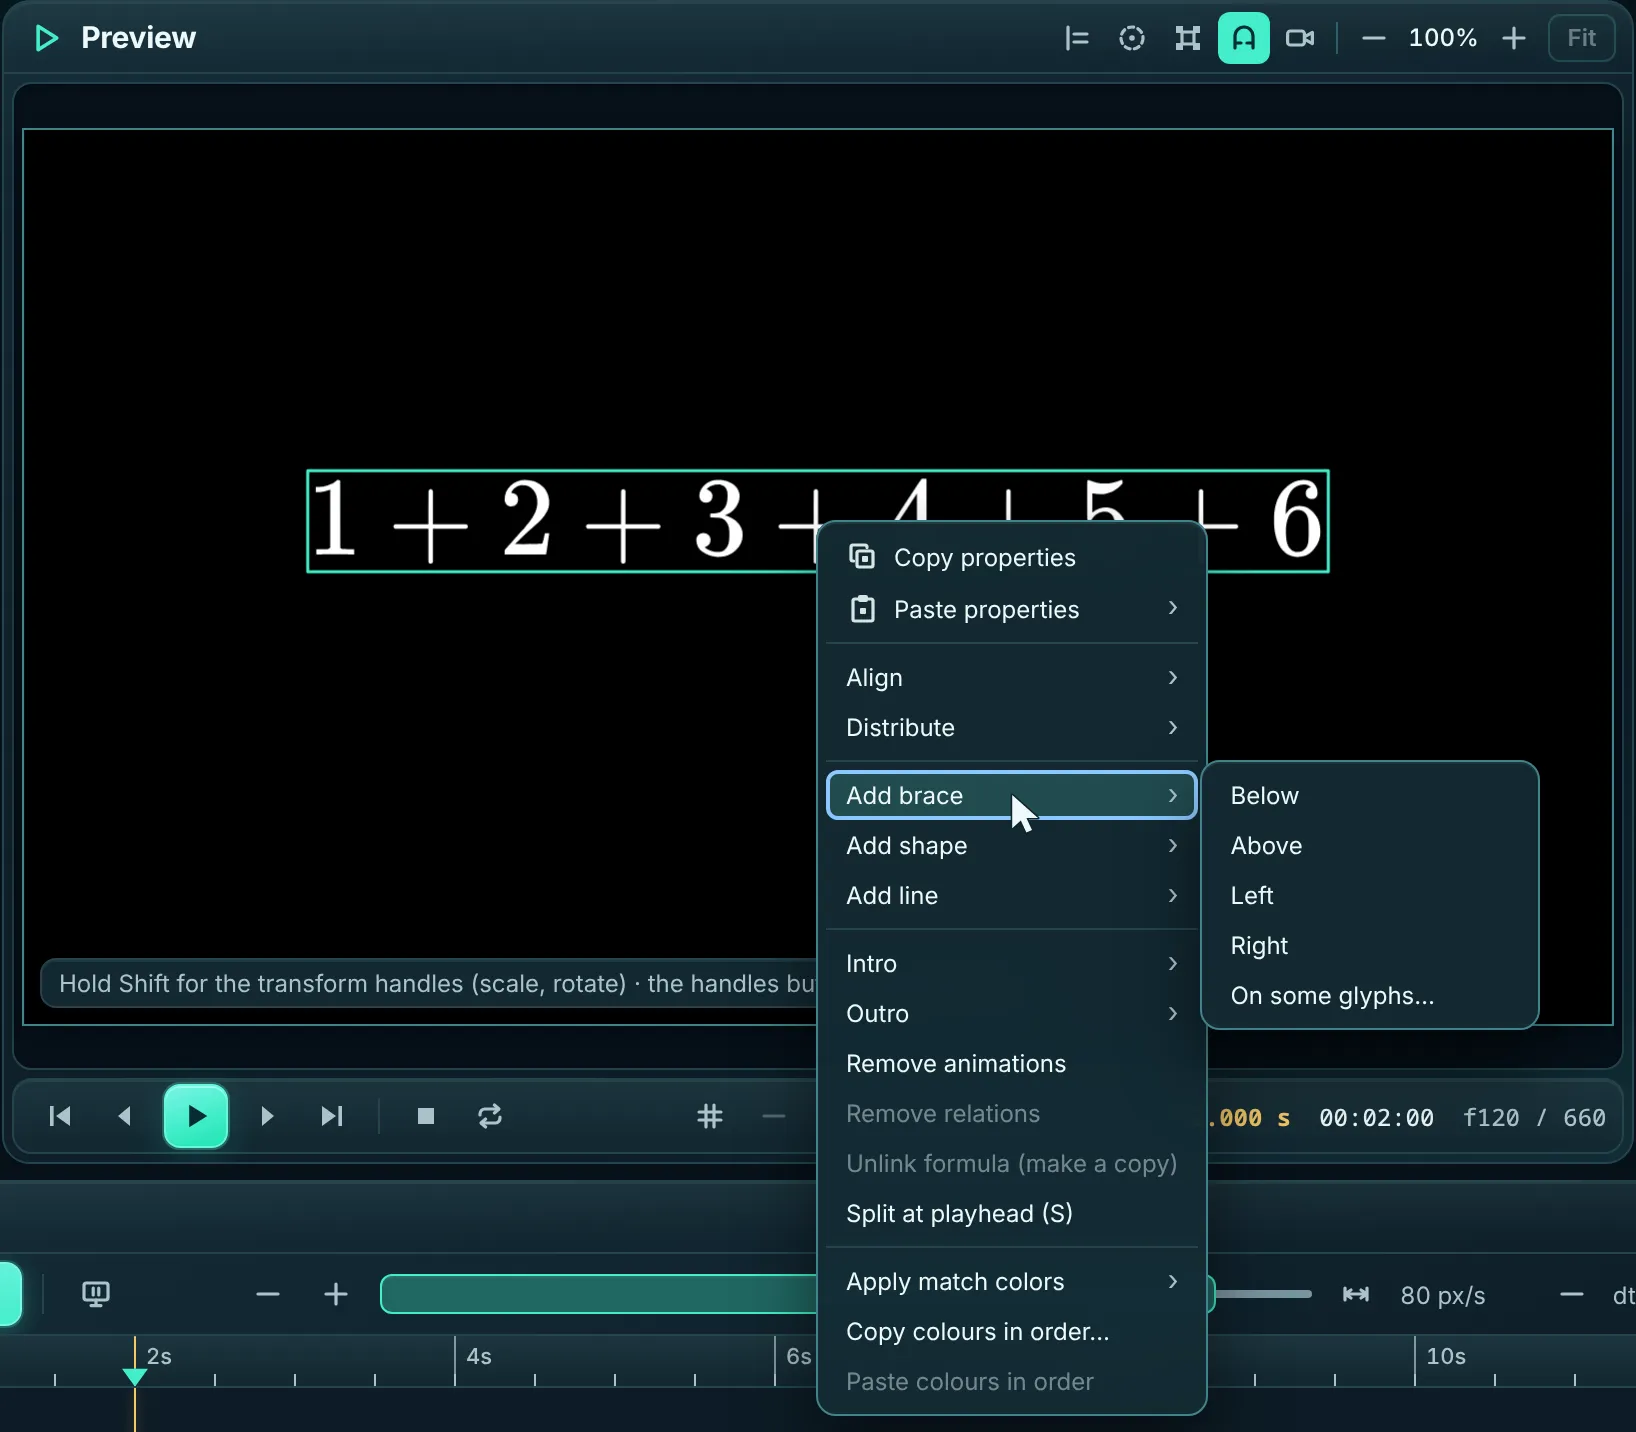 Preview
100%
Fit
1 + 2 + 3 + 4 + 5 + 6
Copy properties
Paste properties
Align
Distribute
Add brace
Add shape
Add line
Intro
Outro
Remove animations
Remove relations
Unlink formula (make a copy)
Split at playhead (S)
Apply match colors
Copy colours in order...
Paste colours in order
Below
Above
Left
Right
On some glyphs...
Hold Shift for the transform handles (scale, rotate) · the handles bu
.000 s 00:02:00 f120 / 660
80 px/s
dt
2s 4s 6s 10s